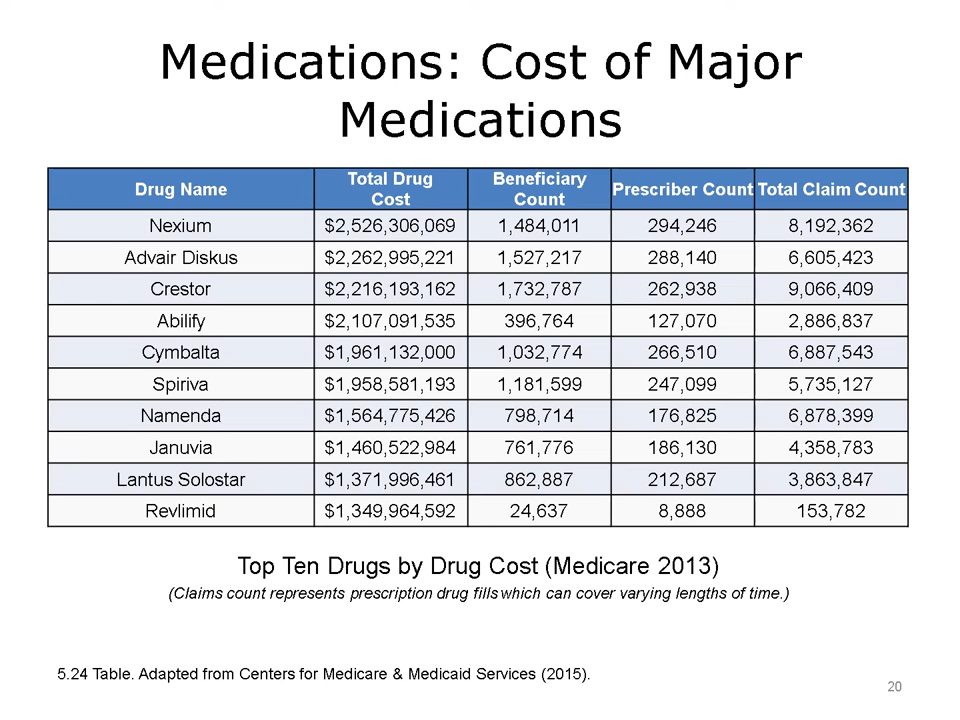 Medications: Cost of Major
Medications
Drug Name Total Drug Cost Beneficiary Count Prescriber Count Total Claim Count
Nexium $2,526,306,069 1,484,011 294,246 8,192,362
Advair Diskus $2,262,995,221 1,527,217 288,140 6,605,423
Crestor $2,216,193,162 1,732,787 262,938 9,066,409
Abilify $2,107,091,535 396,764 127,070 2,886,837
Cymbalta $1,961,132,000 1,032,774 266,510 6,887,543
Spiriva $1,958,581,193 1,181,599 247,099 5,735,127
Namenda $1,564,775,426 798,714 176,825 6,878,399
Januvia $1,460,522,984 761,776 186,130 4,358,783
Lantus Solostar $1,371,996,461 862,887 212,687 3,863,847
Revlimid $1,349,964,592 24,637 8,888 153,782
Top Ten Drugs by Drug Cost (Medicare 2013)
(Claims count represents prescription drug fills which can cover varying lengths of time.)
5.24 Table. Adapted from Centers for Medicare & Medicaid Services (2015).
20